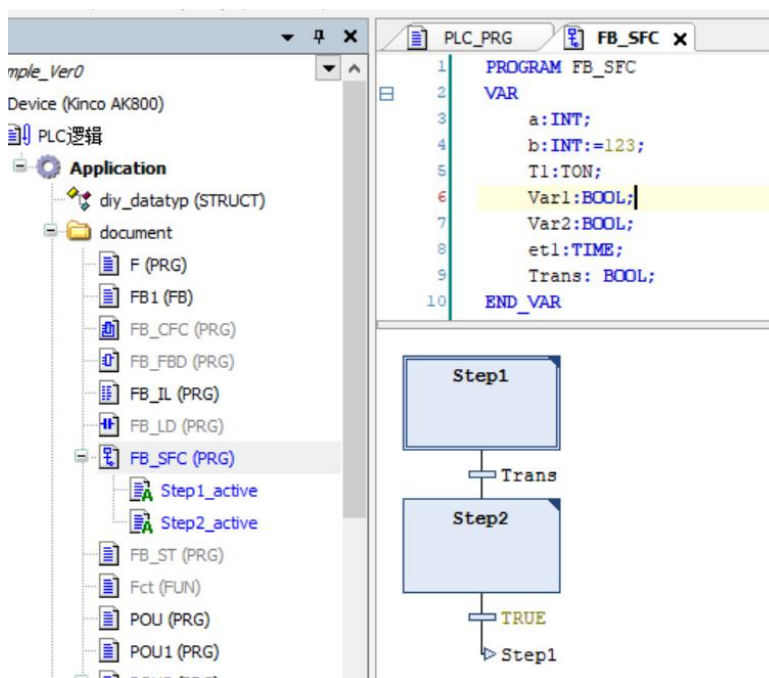 mple_Ver0
Device (Kinco AK800)
PLC逻辑
Application
diy_datatyp (STRUCT)
document
F (PRG)
FB1 (FB)
FB_CFC (PRG)
FB_FBD (PRG)
FB_IL (PRG)
FB_LD (PRG)
FB_SFC (PRG)
Step1_active
Step2_active
FB_ST (PRG)
Fct (FUN)
POU (PRG)
POU1 (PRG)
PLC_PRG
FB_SFC
1 PROGRAM FB_SFC
2 VAR
3 a:INT;
4 b:INT:=123;
5 T1:TON;
6 Var1:BOOL;
7 Var2:BOOL;
8 et1:TIME;
9 Trans: BOOL;
10 END_VAR
Step1
Trans
Step2
TRUE
Step1